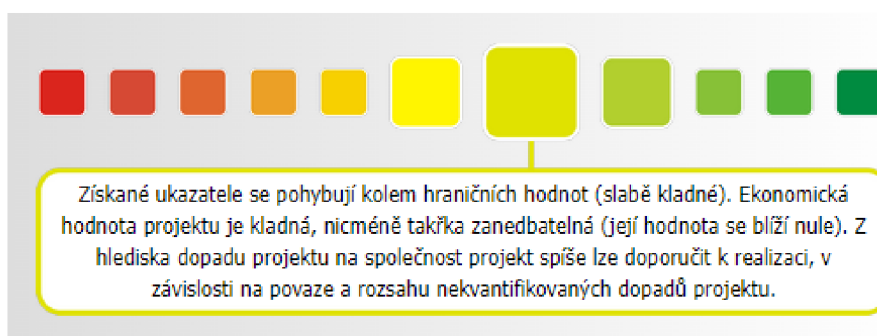 Získané ukazatele se pohybují kolem hraničních hodnot (slabě kladné). Ekonomická
hodnota projektu je kladná, nicméně takřka zanedbatelná (její hodnota se blíží nule). Z
hlediska dopadu projektu na společnost projekt spíše lze doporučit k realizaci, v
závislosti na povaze a rozsahu nekvantifikovaných dopadů projektu.